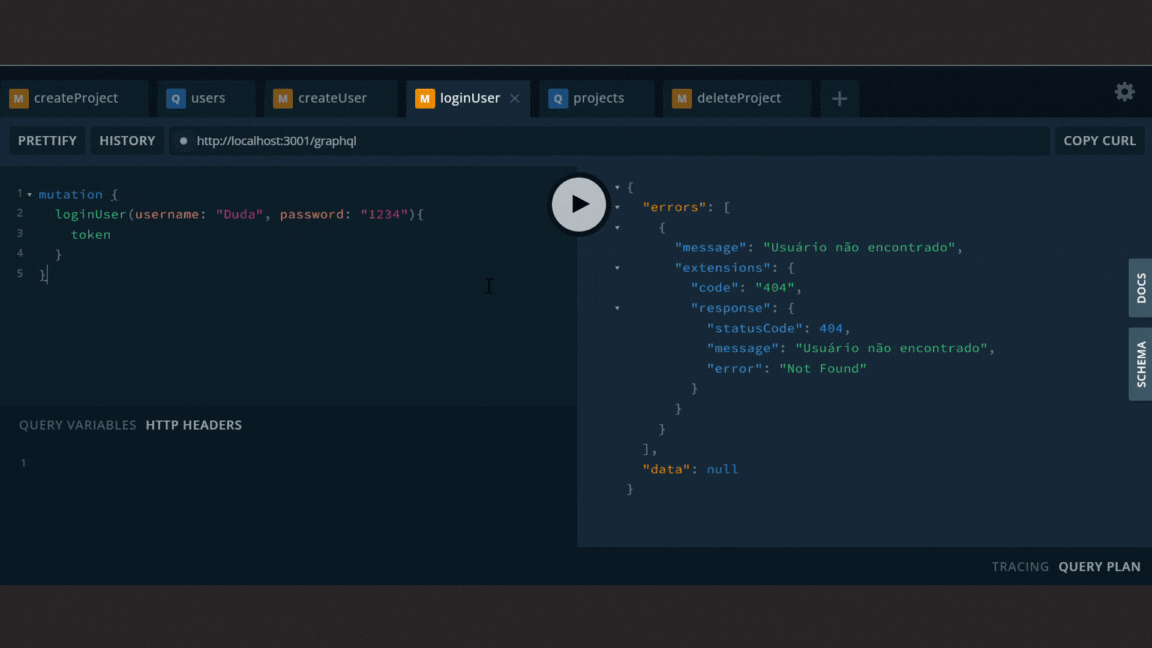 M createProject
Q users
M createUser
M loginUser ×
Q projects
M deleteProject
+
PRETTIFY
HISTORY
http://localhost:3001/graphql
COPY CURL
1 mutation {
2 loginUser(username: "Duda", password: "1234"){
3 token
4 }
5 }
{
"errors": [
{
"message": "Usuário não encontrado",
"extensions": {
"code": "404",
"response": {
"statusCode": 404,
"message": "Usuário não encontrado",
"error": "Not Found"
}
}
}
],
"data": null
}
DOCS
SCHEMA
QUERY VARIABLES HTTP HEADERS
1
TRACING QUERY PLAN